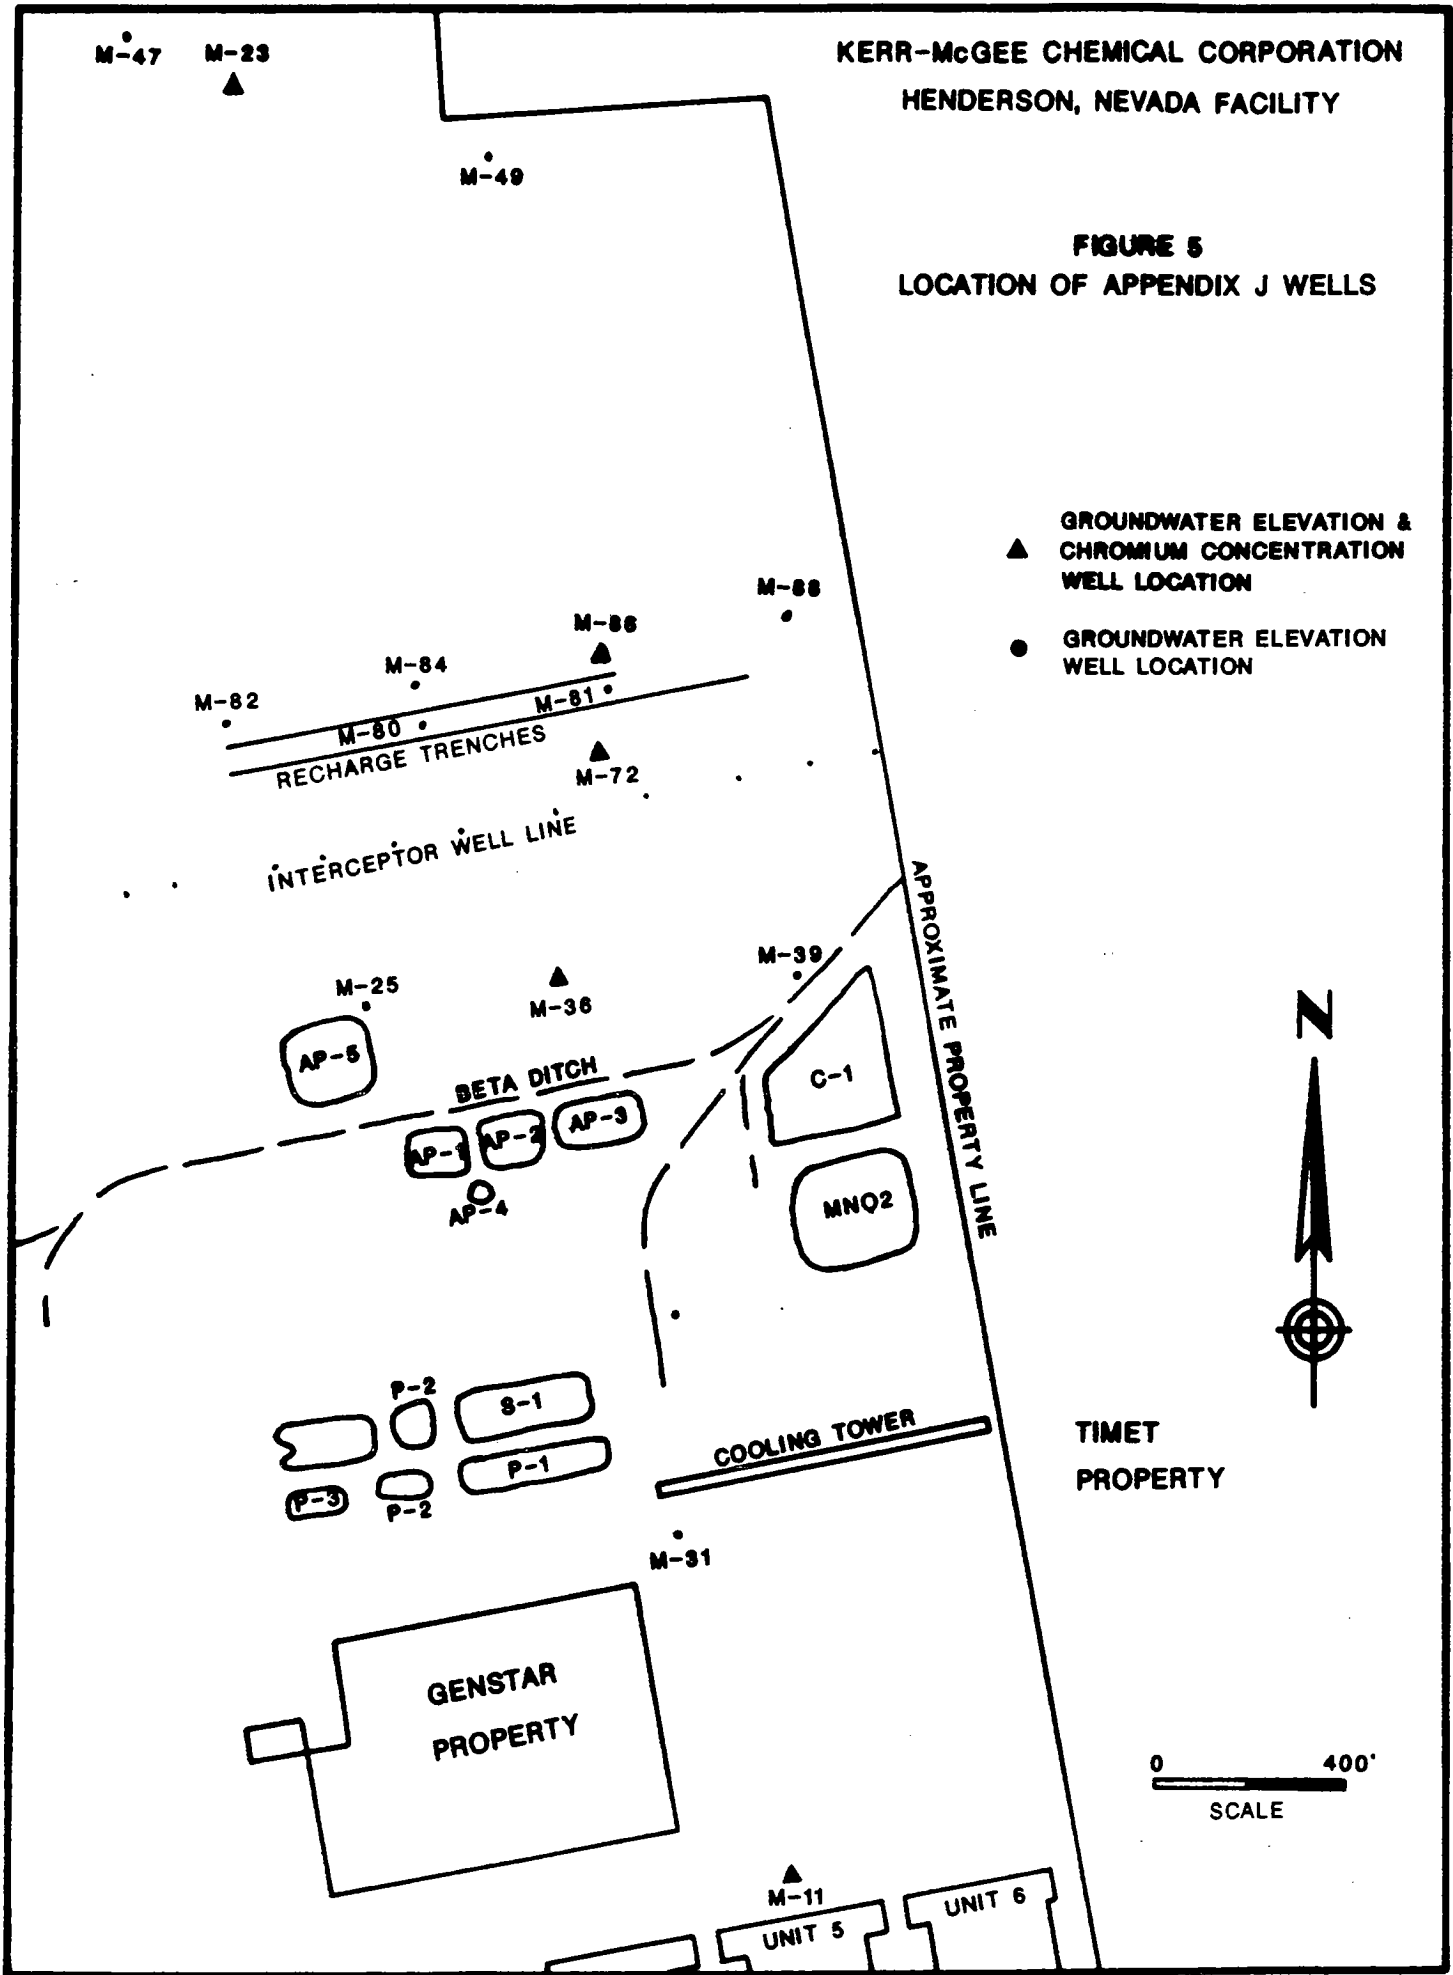 KERR-McGEE CHEMICAL CORPORATION
HENDERSON, NEVADA FACILITY
FIGURE 5
LOCATION OF APPENDIX J WELLS
M-47
M-23
M-49
GROUNDWATER ELEVATION &
CHROMIUM CONCENTRATION
WELL LOCATION
GROUNDWATER ELEVATION
WELL LOCATION
M-88
M-86
M-84
M-82
M-81
M-80
RECHARGE TRENCHES
M-72
INTERCEPTOR WELL LINE
APPROXIMATE PROPERTY LINE
M-39
M-25
M-36
AP-5
BETA DITCH
C-1
AP-1
AP-2
AP-3
AP-4
MNO2
N
P-2
S-1
P-1
P-3
P-2
COOLING TOWER
TIMET
PROPERTY
M-31
GENSTAR
PROPERTY
0 400'
SCALE
M-11
UNIT 5
UNIT 6